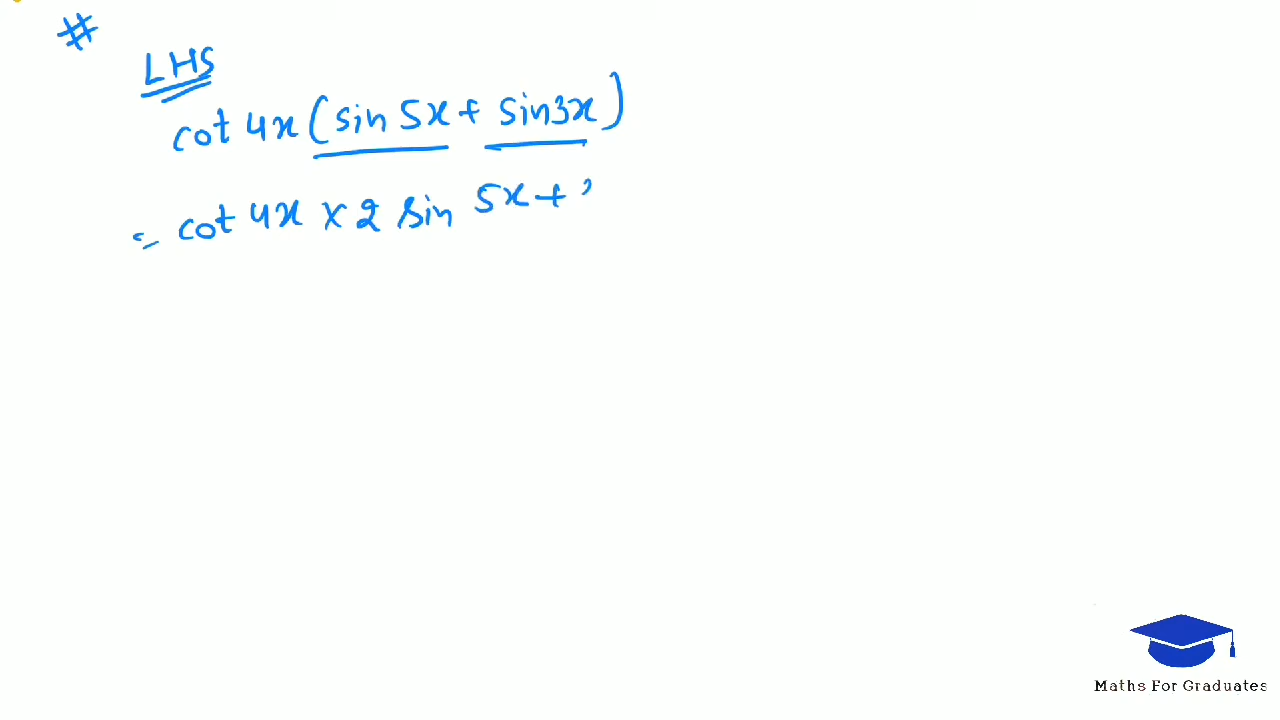 #
LHS
cot 4x (sin 5x + sin3x)
= cot 4x × 2 sin 5x +
Maths For Graduates